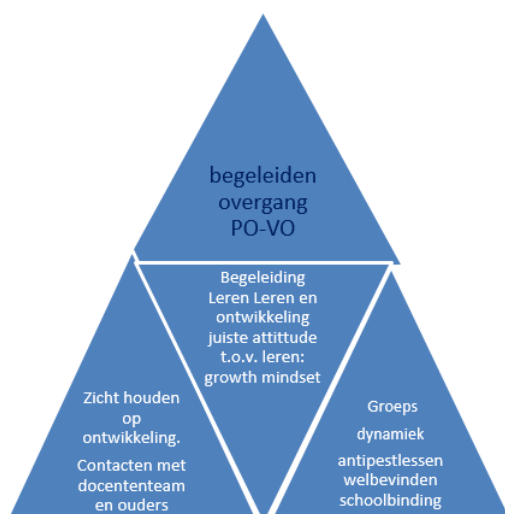 begeleiden
overgang
PO-VO
Begeleiding
Leren Leren en
ontwikkeling
juiste attittude
t.o.v. leren:
growth mindset
Zicht houden
op
ontwikkeling.
Contacten met
docententeam
en ouders
Groeps
dynamiek
antipestlessen
welbevinden
schoolbinding